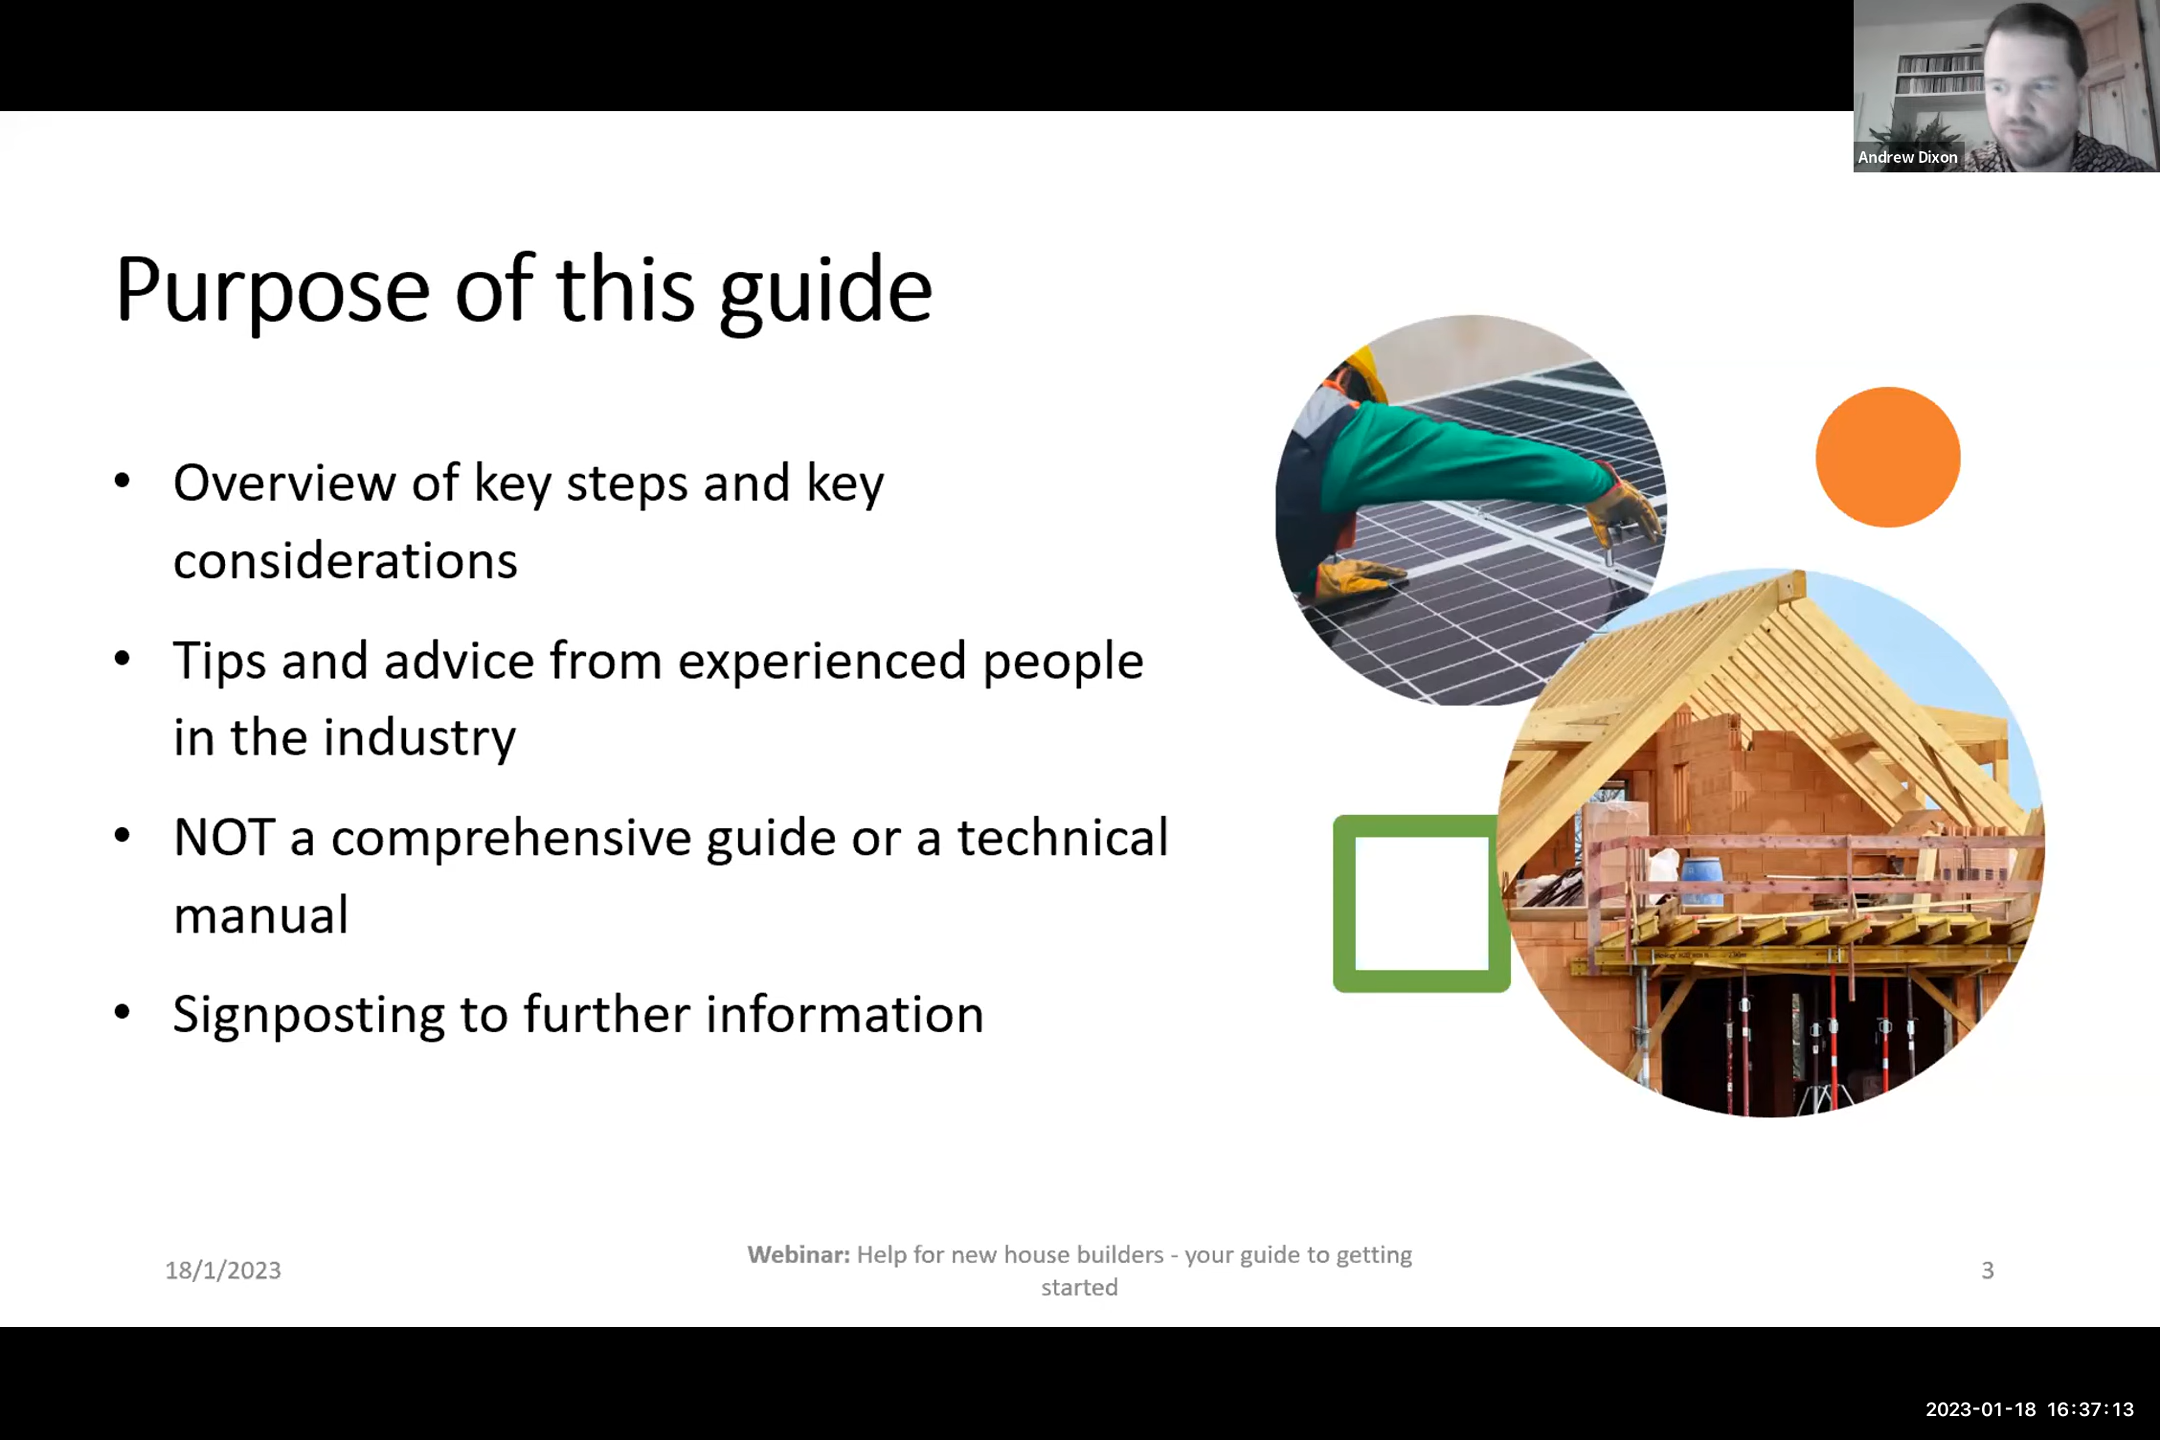 Andrew Dixon
Purpose of this guide
• Overview of key steps and key
considerations
• Tips and advice from experienced people
in the industry
• NOT a comprehensive guide or a technical
manual
• Signposting to further information
18/1/2023
Webinar: Help for new house builders - your guide to getting
started
3
2023-01-18 16:37:13